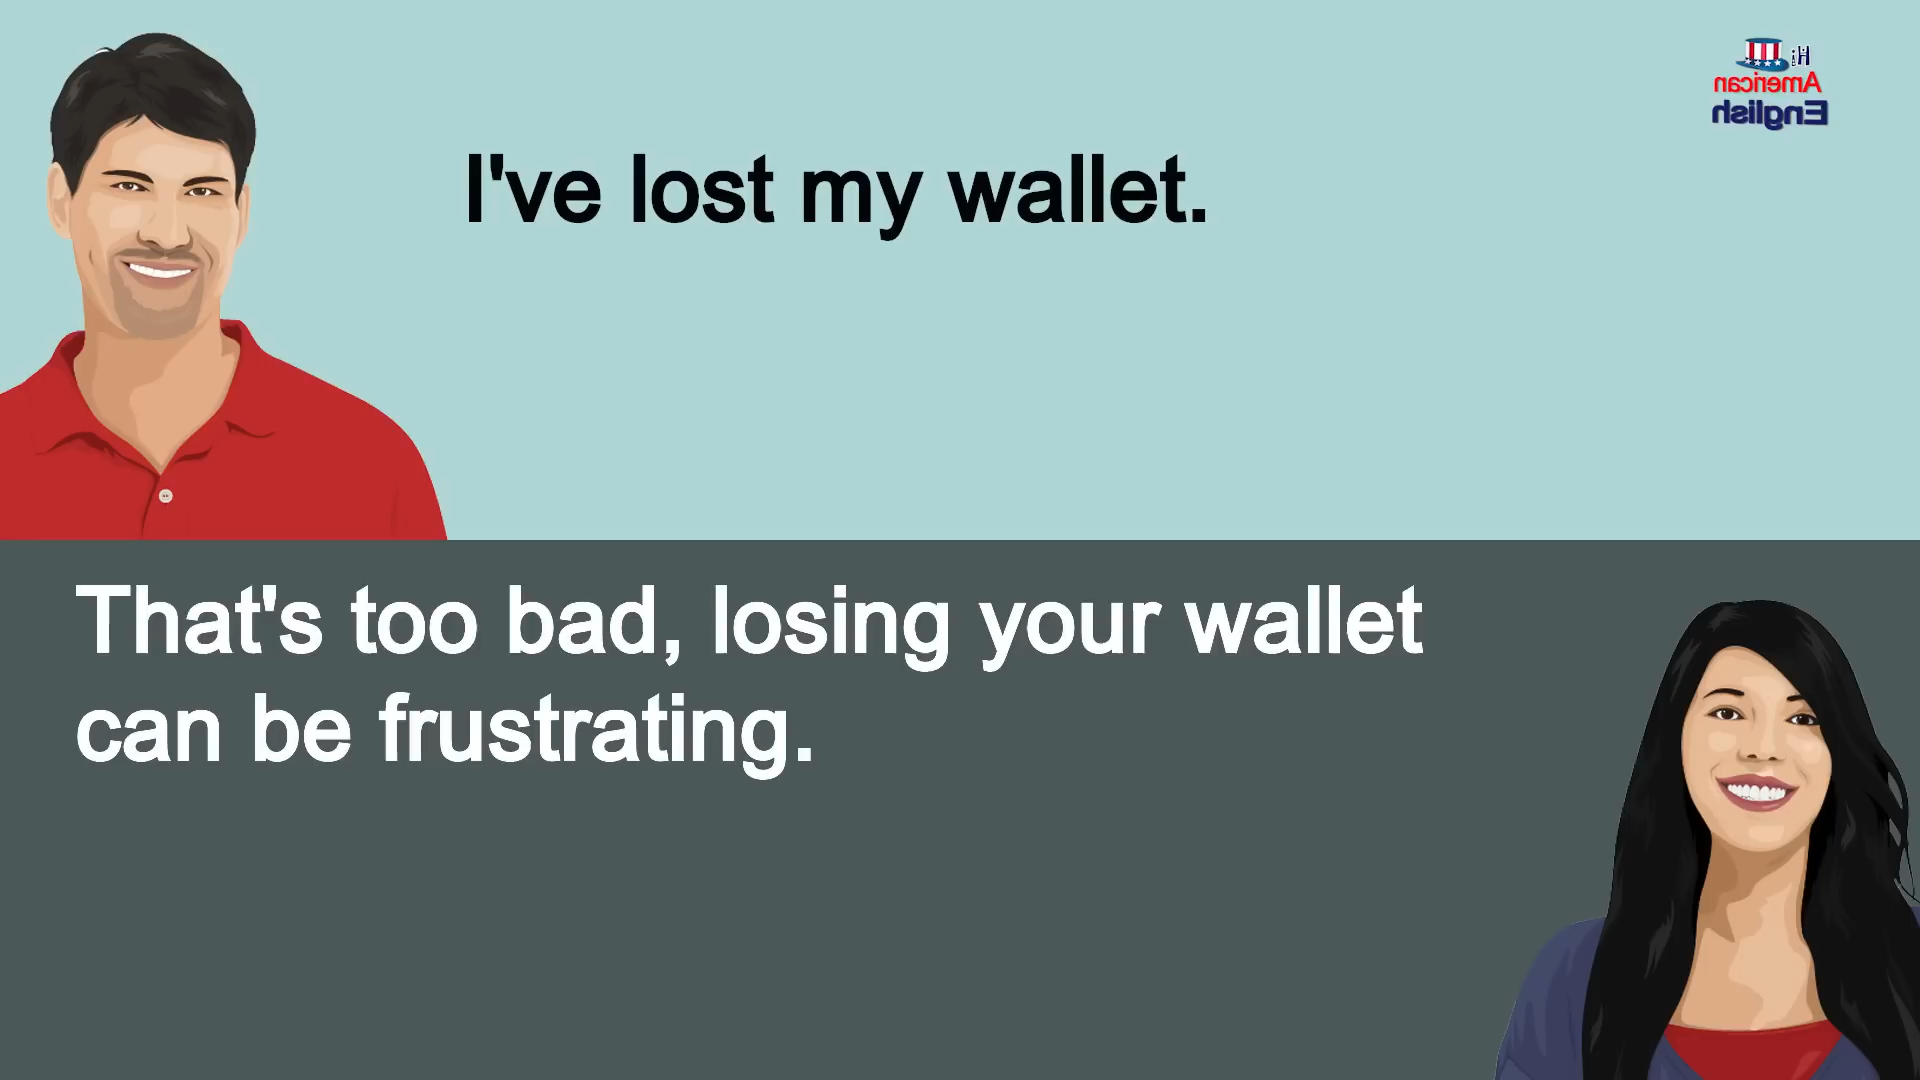 Hi
American
English
I've lost my wallet.
That's too bad, losing your wallet
can be frustrating.